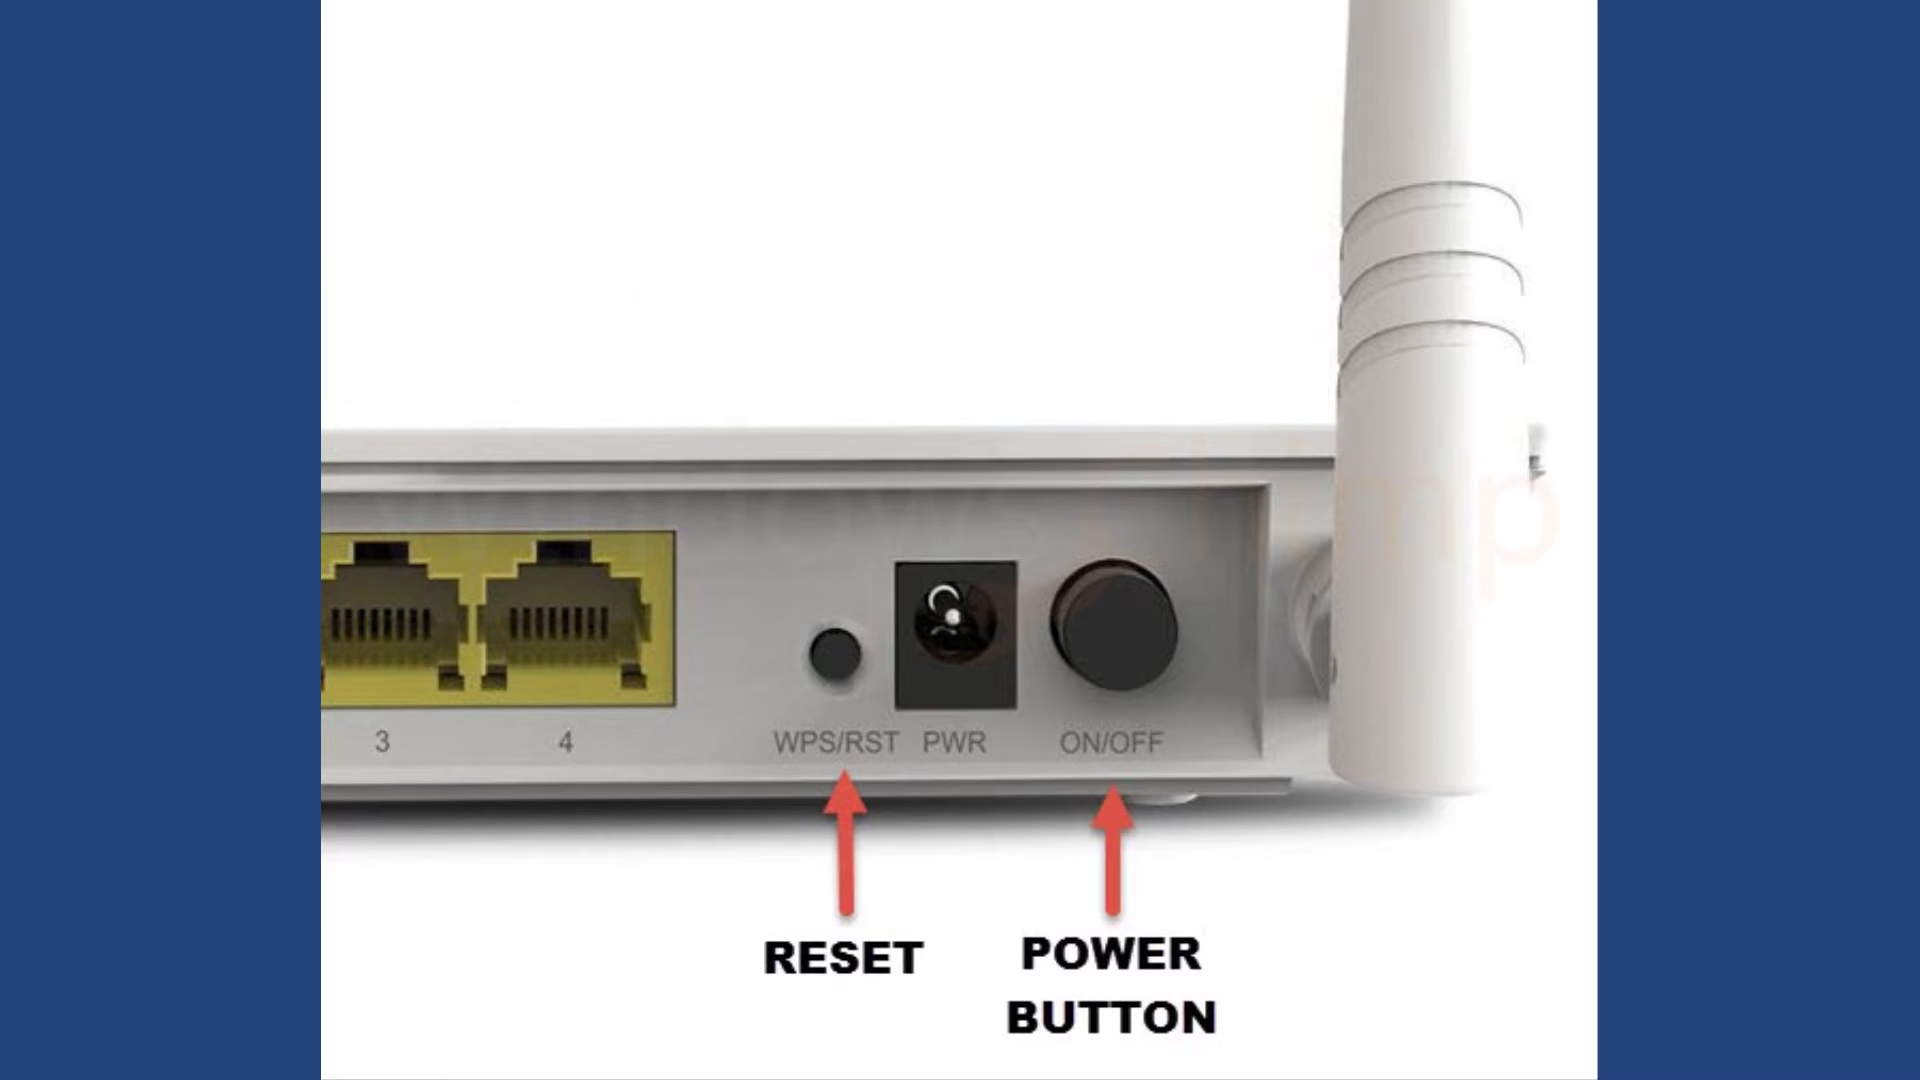 3 4 WPS/RST PWR ON/OFF
RESET
POWER
BUTTON